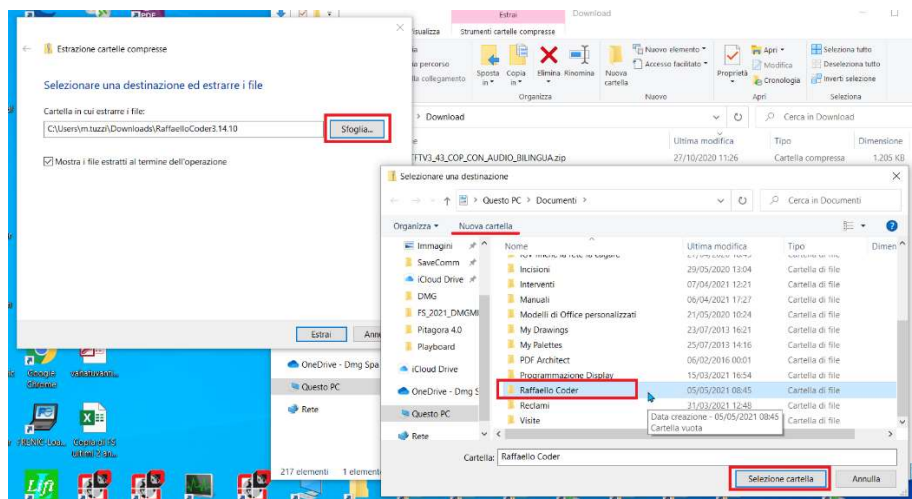 Estrai
Download
Visualizza
Strumenti cartelle compresse
Estrazione cartelle compresse
Selezionare una destinazione ed estrarre i file
Cartella in cui estrarre i file:
C:\Users\m.tuzzi\Downloads\RaffaelloCoder3.14.10
Sfoglia...
Mostra i file estratti al termine dell'operazione
Estrai
percorso
collegamento
Sposta in
Copia in
Elimina
Rinomina
Nuova cartella
Nuovo elemento
Accesso facilitato
Proprietà
Apri
Modifica
Cronologia
Seleziona tutto
Deseleziona tutto
Inverti selezione
Organizza
Nuovo
Apri
Seleziona
> Download
Cerca in Download
Ultima modifica
Tipo
Dimensione
TFTV3_43_COP_CON_AUDIO_BILINGUA.zip
27/10/2020 11:26
Cartella compressa
1.205 KB
Selezionare una destinazione
> Questo PC > Documenti >
Cerca in Documenti
Organizza
Nuova cartella
Immagini
SaveComm
iCloud Drive
DMG
Pitagora 4.0
Playboard
iCloud Drive
OneDrive - Dmg S
Questo PC
Rete
Nome
Ultima modifica
Tipo
Dimen
Incisioni 29/05/2020 13:04 Cartella di file
Interventi 07/04/2021 12:21 Cartella di file
Manuali 06/04/2021 17:27 Cartella di file
Modelli di Office personalizzati 21/05/2020 10:24 Cartella di file
My Drawings 23/07/2013 16:21 Cartella di file
My Palettes 25/07/2013 14:16 Cartella di file
PDF Architect 06/02/2016 00:01 Cartella di file
Programmazione Display 15/03/2021 16:54 Cartella di file
Raffaello Coder 05/05/2021 08:45 Cartella di file
Reclami 31/03/2021 12:48 Cartella di file
Visite Cartella di file
Data creazione - 05/05/2021 08:45
Cartella vuota
Cartella: Raffaello Coder
Selezione cartella
Annulla
OneDrive - Dmg Spa
Questo PC
Rete
217 elementi
1 element
Google
Chrome
Lift